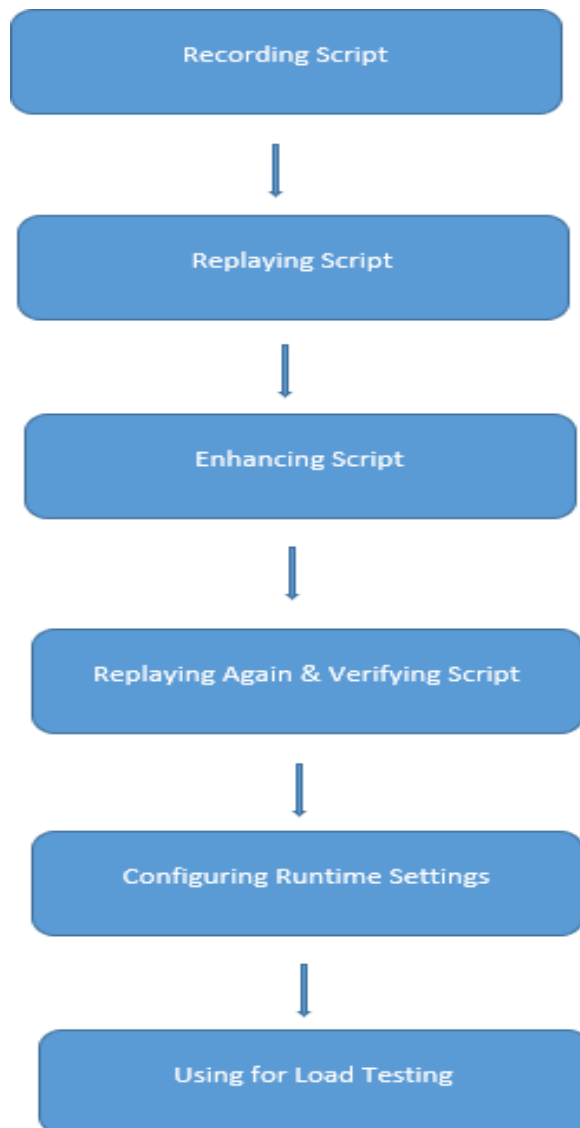 Recording Script
Replaying Script
Enhancing Script
Replaying Again & Verifying Script
Configuring Runtime Settings
Using for Load Testing